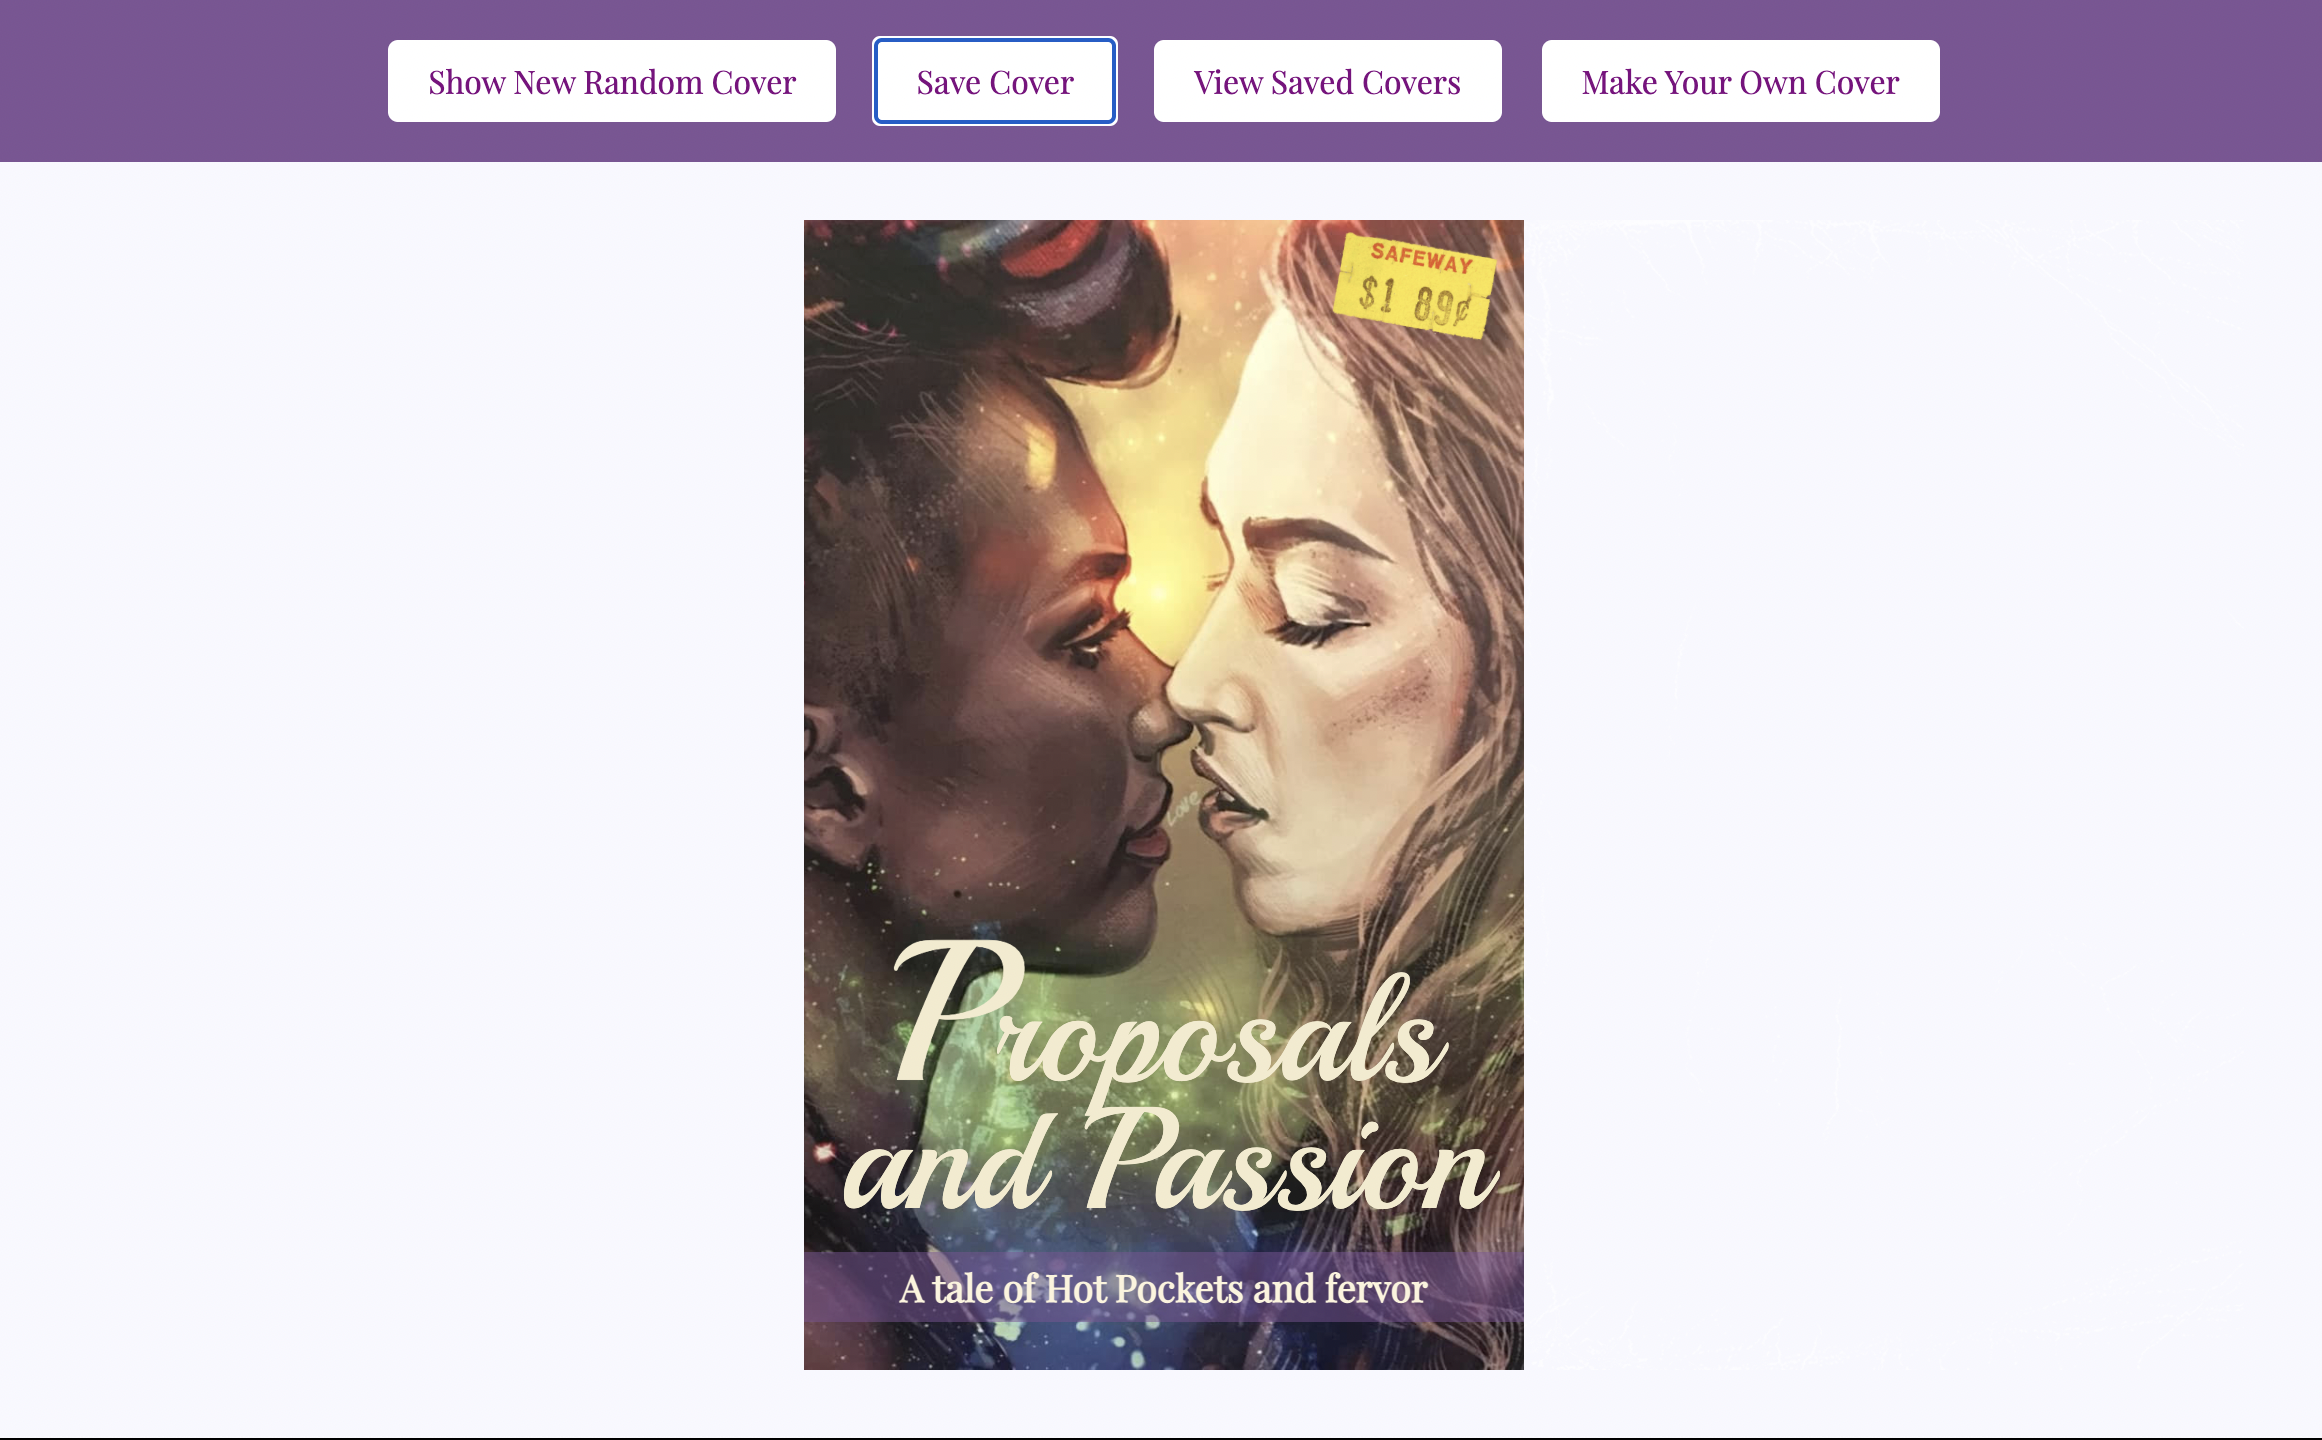 Show New Random Cover
Save Cover
View Saved Covers
Make Your Own Cover
SAFEWAY
$1 89¢
Love
Proposals
and Passion
A tale of Hot Pockets and fervor